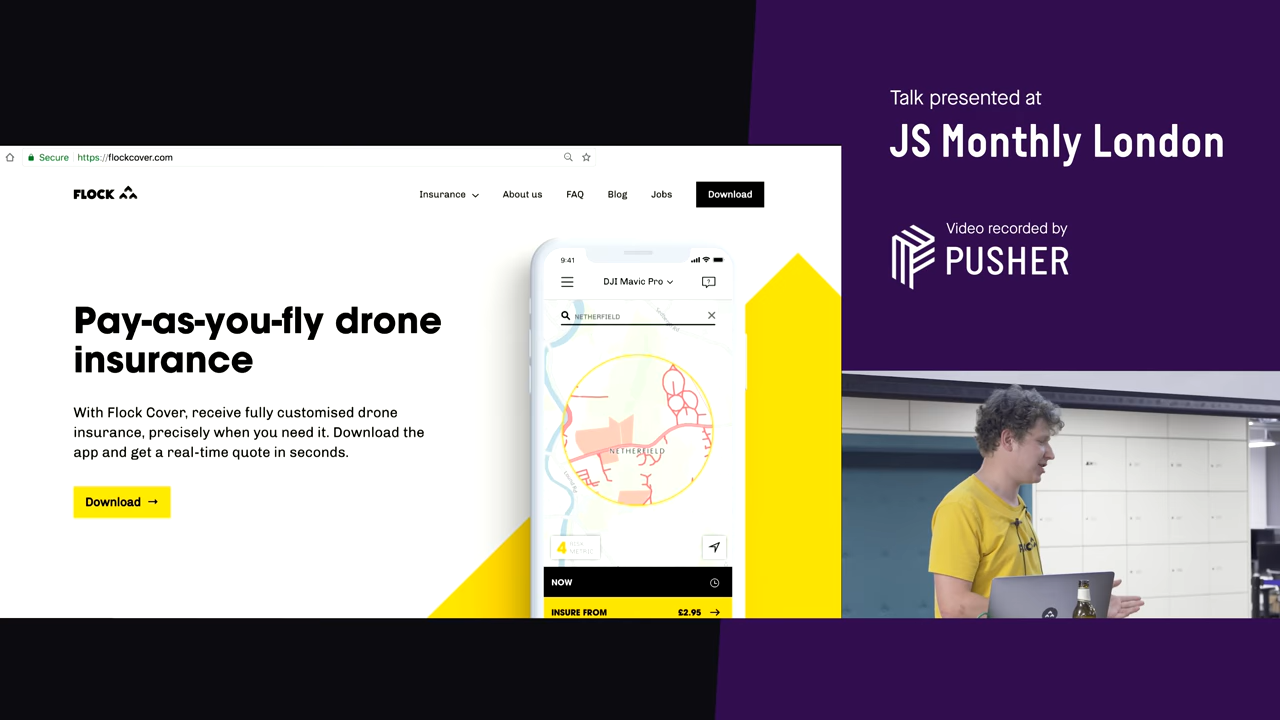 Talk presented at
JS Monthly London
Video recorded by
PUSHER
Secure https://flockcover.com
FLOCK
Insurance About us FAQ Blog Jobs Download
Pay-as-you-fly drone
insurance
With Flock Cover, receive fully customised drone
insurance, precisely when you need it. Download the
app and get a real-time quote in seconds.
Download →
9:41
DJI Mavic Pro
NETHERFIELD
NETHERFIELD
4 RISK
METRIC
NOW
INSURE FROM £2.95 →